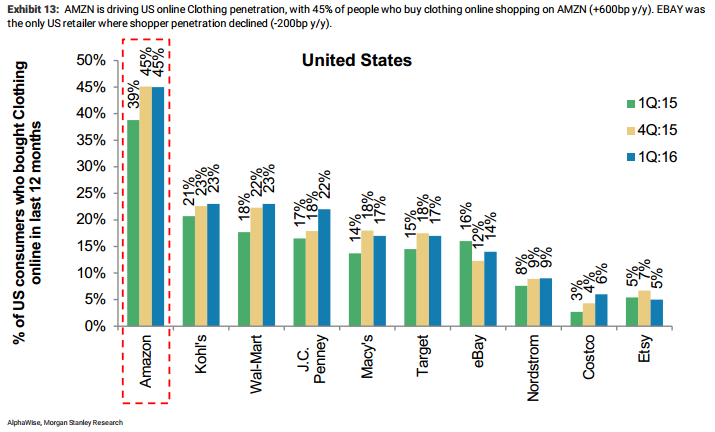 Exhibit 13: AMZN is driving US online Clothing penetration, with 45% of people who buy clothing online shopping on AMZN (+600bp y/y). EBAY was
the only US retailer where shopper penetration declined (-200bp y/y).
United States
% of US consumers who bought Clothing
online in last 12 months
50%
45%
40%
35%
30%
25%
20%
15%
10%
5%
0%
39% 45% 45%
21% 23% 23%
18% 22% 23%
17% 18% 22%
14% 18% 17%
15% 18% 17%
16% 12% 14%
8% 9% 9%
3% 4% 6%
5% 7% 5%
1Q:15
4Q:15
1Q:16
Amazon
Kohl's
Wal-Mart
J.C.
Penney
Macy's
Target
eBay
Nordstrom
Costco
Etsy
AlphaWise, Morgan Stanley Research